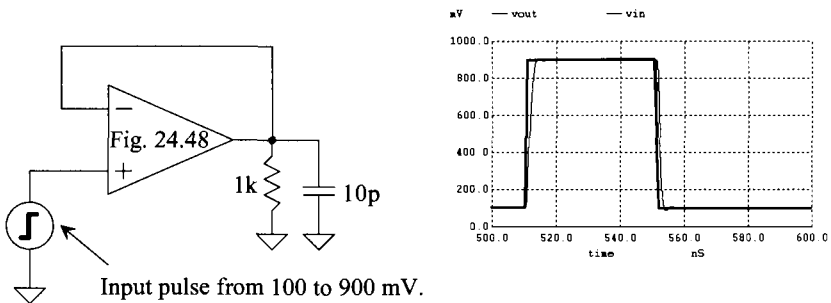 Fig. 24.48
−
+
1k
10p
Input pulse from 100 to 900 mV.
mV — vout — vin
1000.0
800.0
600.0
400.0
200.0
0.0
500.0 520.0 540.0 560.0 580.0 600.0
time nS